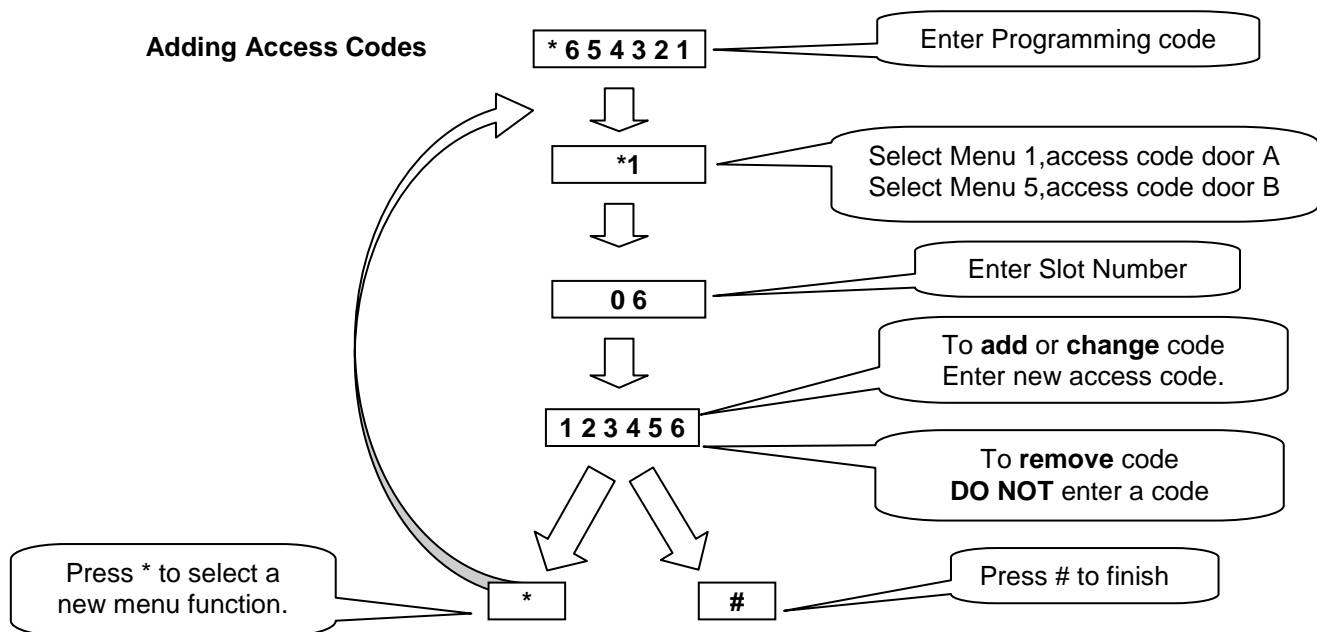 Adding Access Codes
* 6 5 4 3 2 1
Enter Programming code
*1
Select Menu 1,access code door A
Select Menu 5,access code door B
0 6
Enter Slot Number
1 2 3 4 5 6
To add or change code
Enter new access code.
To remove code
DO NOT enter a code
Press * to select a
new menu function.
*
#
Press # to finish